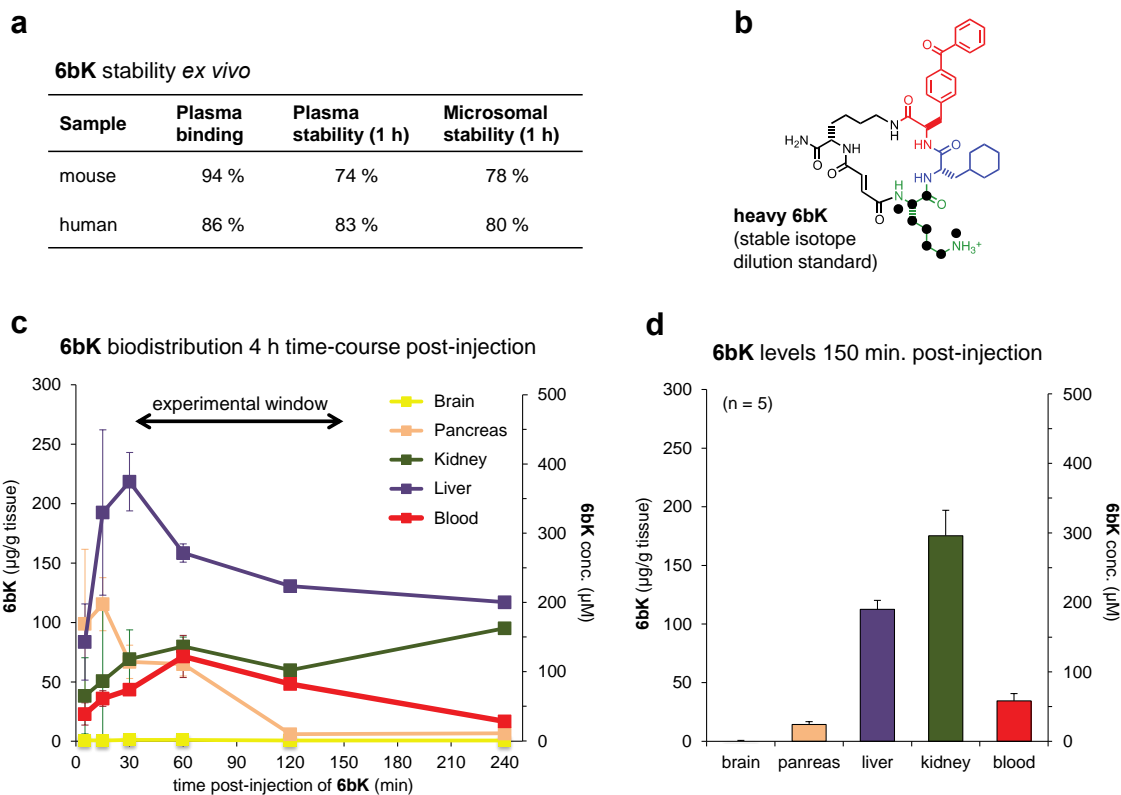 a
6bK stability ex vivo
Sample Plasma binding Plasma stability (1 h) Microsomal stability (1 h)
mouse 94 % 74 % 78 %
human 86 % 83 % 80 %
b
O
O
N
H
HN
O
H₂N
O
NH
O
HN
H
N
O
O
NH₃⁺
heavy 6bK
(stable isotope
dilution standard)
c
6bK biodistribution 4 h time-course post-injection
experimental window
Brain
Pancreas
Kidney
Liver
Blood
6bK (µg/g tissue)
300
250
200
150
100
50
0
6bK conc. (µM)
500
400
300
200
100
0
0 30 60 90 120 150 180 210 240
time post-injection of 6bK (min)
d
6bK levels 150 min. post-injection
(n = 5)
6bK (µg/g tissue)
300
250
200
150
100
50
0
6bK conc. (µM)
500
400
300
200
100
0
brain panreas liver kidney blood